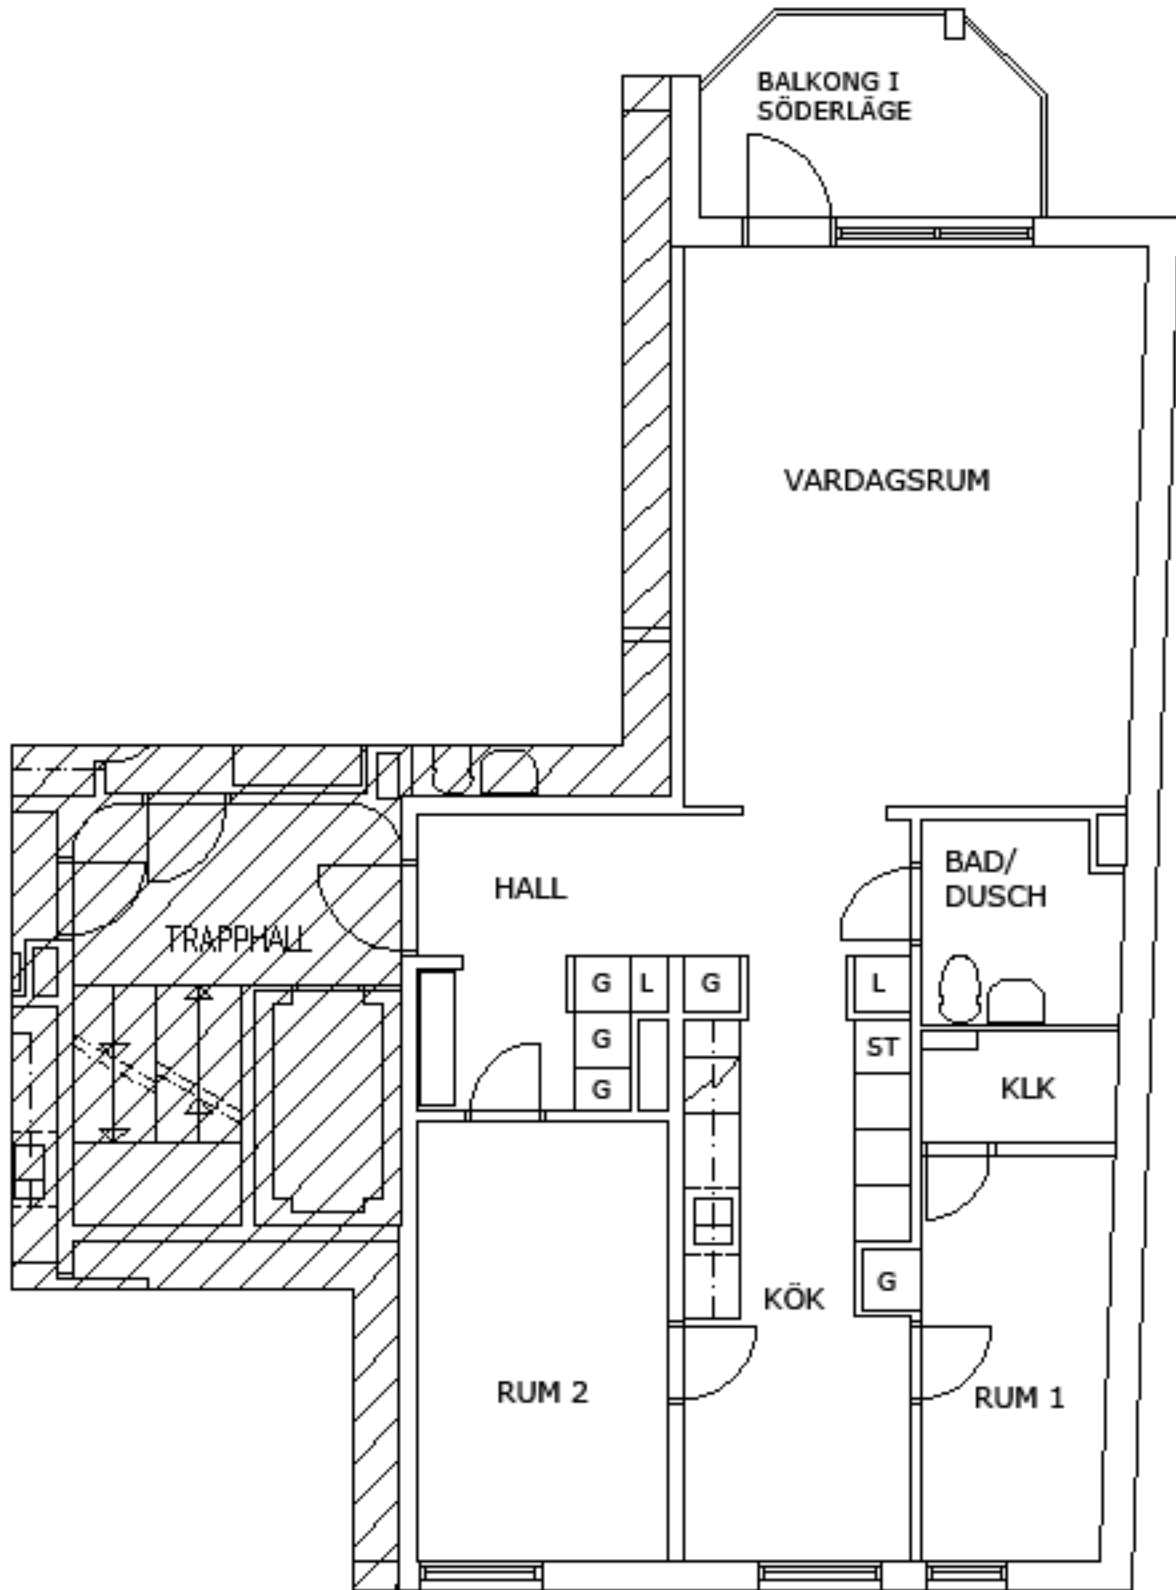 BALKONG I
SÖDERLÄGE
VARDAGSRUM
BAD/
DUSCH
HALL
TRAPPHALL
G L G L
G ST
G KLK
G
KÖK
RUM 2 RUM 1